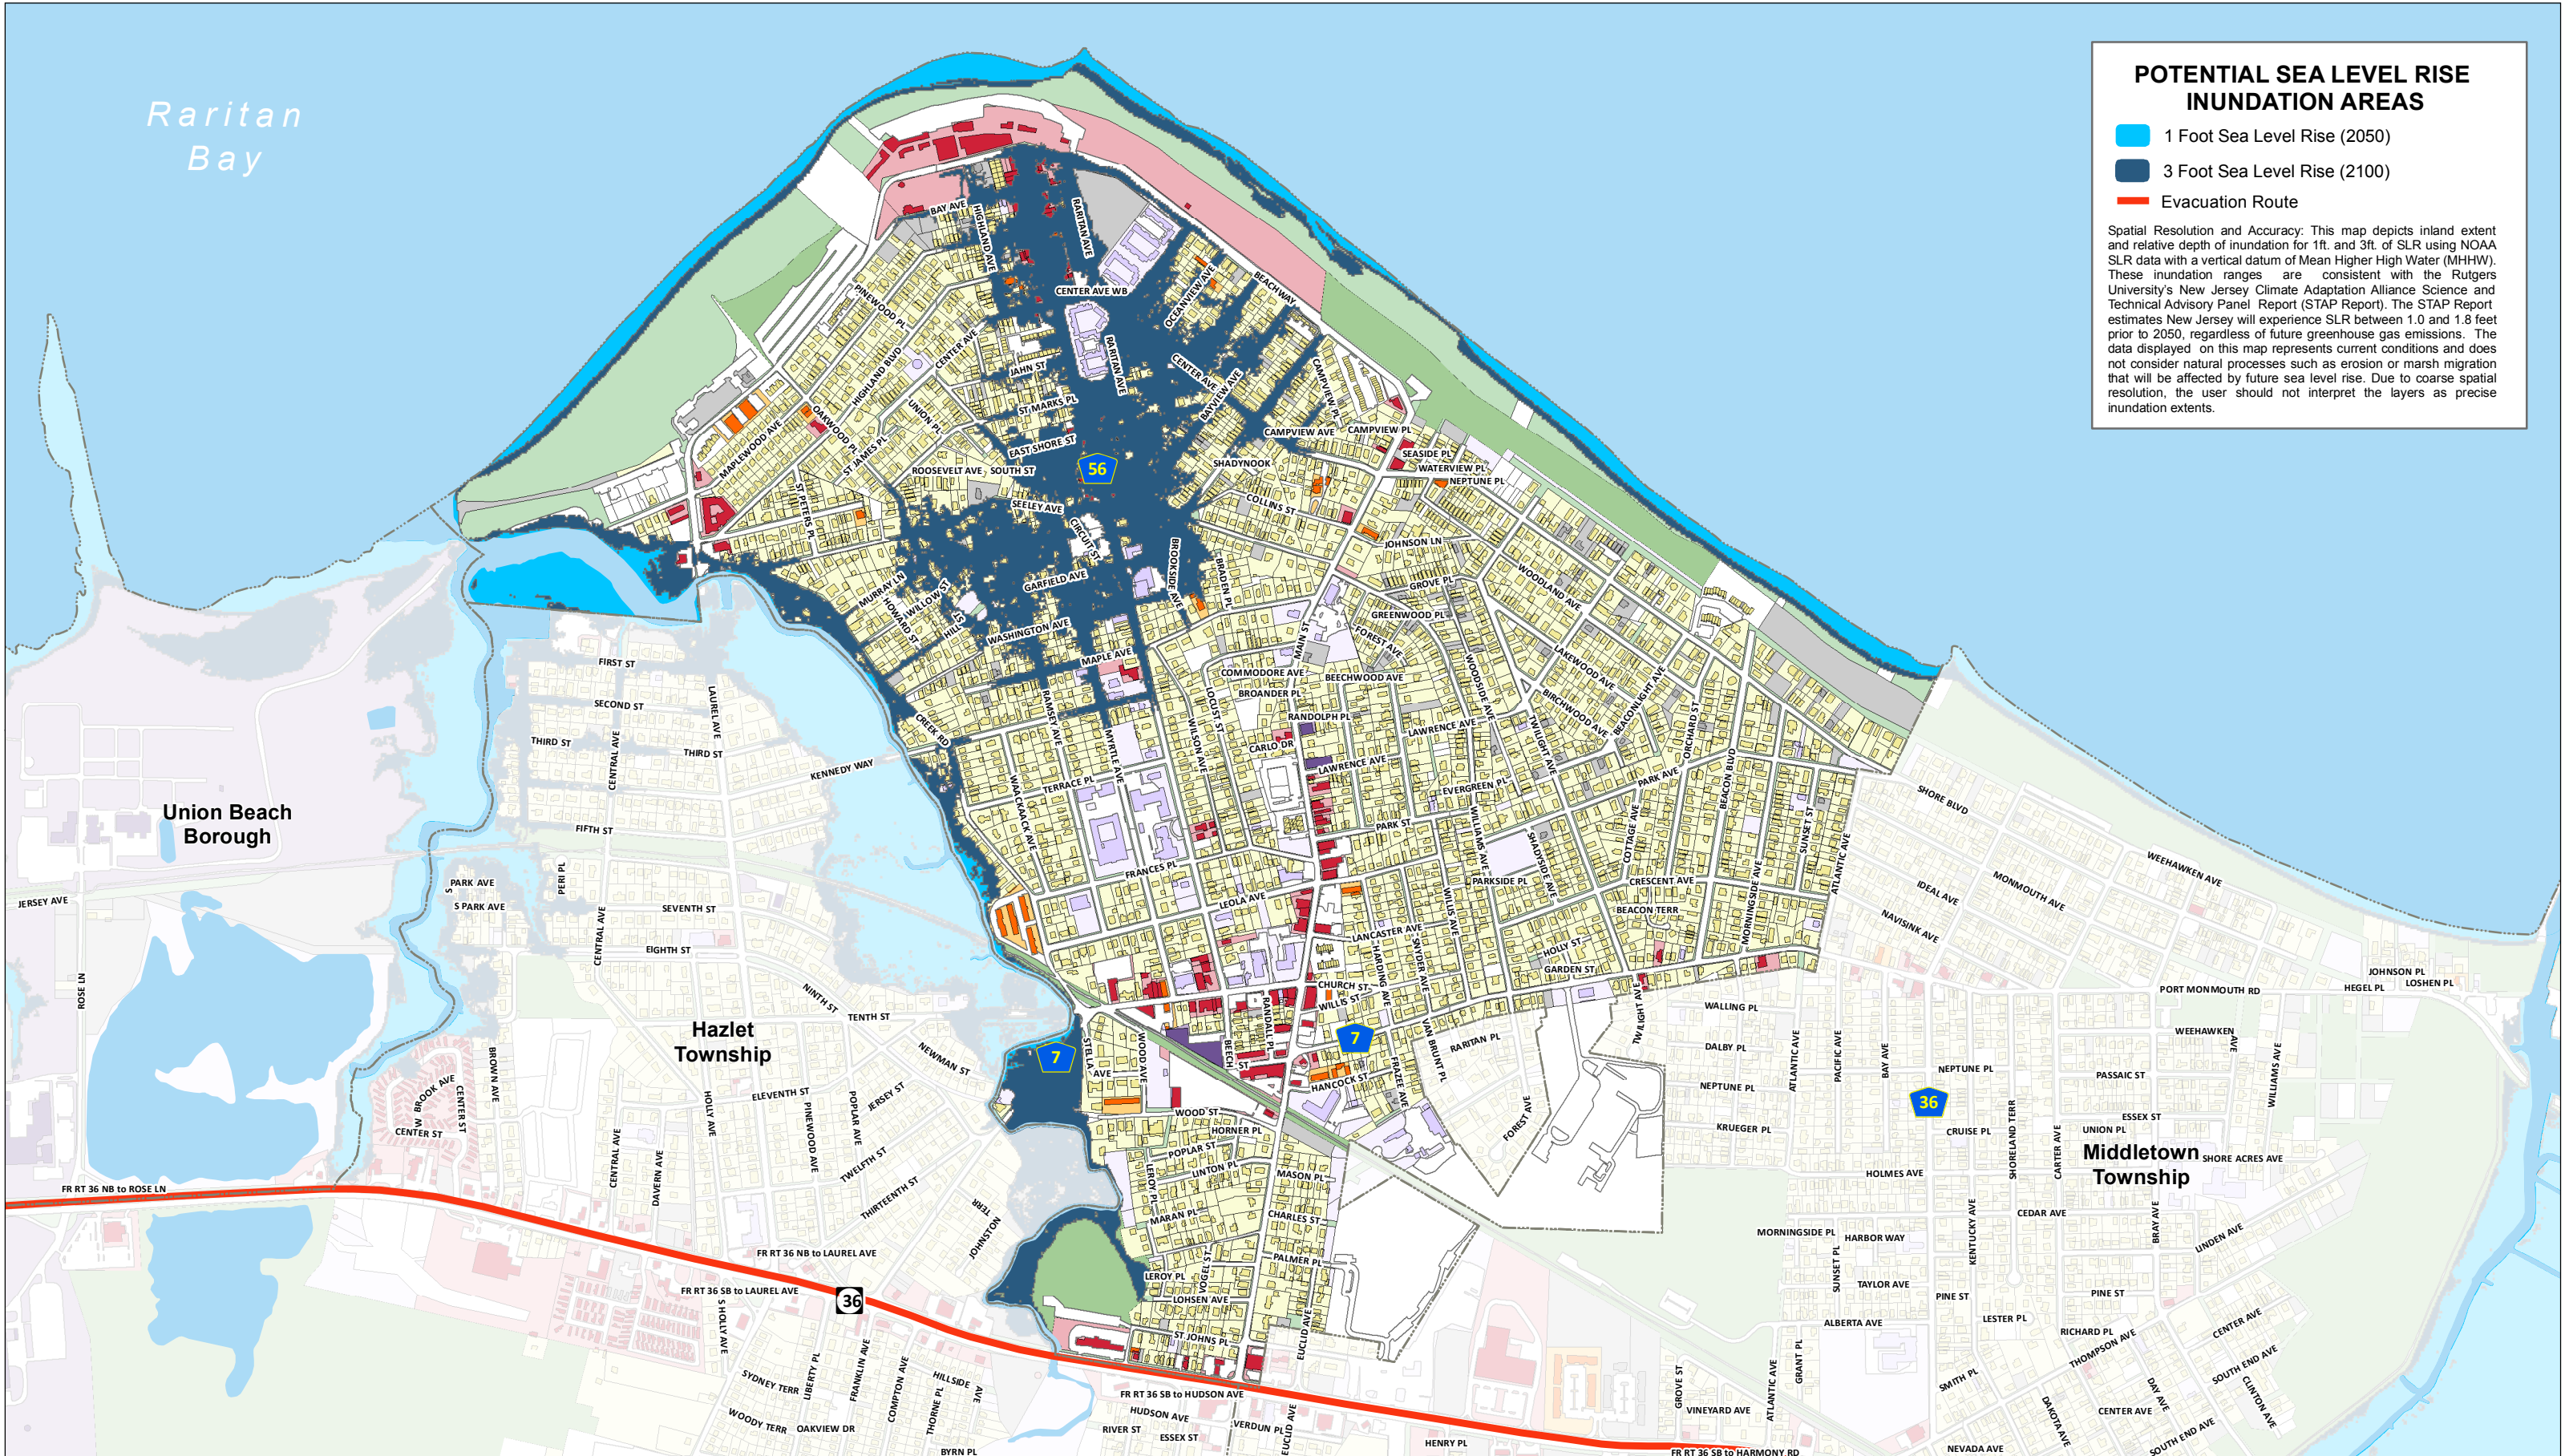 Raritan
Bay
POTENTIAL SEA LEVEL RISE
INUNDATION AREAS
1 Foot Sea Level Rise (2050)
3 Foot Sea Level Rise (2100)
Evacuation Route
Spatial Resolution and Accuracy: This map depicts inland extent
and relative depth of inundation for 1ft. and 3ft. of SLR using NOAA
SLR data with a vertical datum of Mean Higher High Water (MHHW).
These inundation ranges are consistent with the Rutgers
University's New Jersey Climate Adaptation Alliance Science and
Technical Advisory Panel Report (STAP Report). The STAP Report
estimates New Jersey will experience SLR between 1.0 and 1.8 feet
prior to 2050, regardless of future greenhouse gas emissions. The
data displayed on this map represents current conditions and does
not consider natural processes such as erosion or marsh migration
that will be affected by future sea level rise. Due to coarse spatial
resolution, the user should not interpret the layers as precise
inundation extents.
BAY AVE
HIGHLAND AVE
RARITAN AVE
CENTER AVE WB
OCEANVIEW AVE
BEACHWAY
PINEWOOD PL
HIGHLAND BLVD
CENTER AVE
JAHN ST
RARITAN AVE
CENTER AVE
BAYVIEW AVE
CAMPVIEW PL
ST MARKS PL
UNION PL
OAKWOOD PL
MAPLEWOOD AVE
ST JAMES PL
EAST SHORE ST
CAMPVIEW AVE
CAMPVIEW PL
SEASIDE PL
WATERVIEW PL
NEPTUNE PL
ROOSEVELT AVE
SOUTH ST
56
SHADYNOOK
COLLINS ST
ST PETERS PL
SEELEY AVE
CIRCUIT ST
BROOKSIDE AVE
BRADEN PL
JOHNSON LN
WOODLAND AVE
GROVE PL
GREENWOOD PL
MURRAY LN
HOWARD ST
WILLOW ST
HILL ST
GARFIELD AVE
WASHINGTON AVE
MAPLE AVE
MAIN ST
FOREST AVE
COMMODORE AVE
BEECHWOOD AVE
BROANDER PL
WOODSIDE AVE
LAKEWOOD AVE
BIRCHWOOD AVE
BEACONLIGHT AVE
ORCHARD ST
FIRST ST
SECOND ST
LAUREL AVE
THIRD ST
CENTRAL AVE
THIRD ST
KENNEDY WAY
CREEK RD
RAMSEY AVE
MYRTLE AVE
WILSON AVE
LOCUST ST
RANDOLPH PL
CARLO DR
LAWRENCE AVE
LAWRENCE AVE
TWILIGHT AVE
BEACON BLVD
PARK AVE
EVERGREEN PL
TERRACE PL
WAACKAACK AVE
Union Beach
Borough
FIFTH ST
PARK ST
WILLIAMS AVE
SHADYSIDE AVE
COTTAGE AVE
SUNSET ST
ATLANTIC AVE
SHORE BLVD
WEEHAWKEN AVE
MONMOUTH AVE
IDEAL AVE
NAVISINK AVE
FRANCES PL
PARKSIDE PL
CRESCENT AVE
MORNINGSIDE AVE
JERSEY AVE
S PARK AVE
S PARK AVE
PERI PL
SEVENTH ST
CENTRAL AVE
EIGHTH ST
LEOLA AVE
WILLIS AVE
BEACON TERR
LANCASTER AVE
HARDING AVE
SNYDER AVE
HOLLY ST
GARDEN ST
ROSE LN
NINTH ST
TENTH ST
CHURCH ST
WILLIS ST
RANDALL PL
JOHNSON PL
LOSHEN PL
HEGEL PL
PORT MONMOUTH RD
Hazlet
Township
7
7
STELLA AVE
WOOD AVE
BEECH ST
HANCOCK ST
FRAZEE AVE
VAN BRUNT PL
RARITAN PL
TWILIGHT AVE
WALLING PL
DALBY PL
ATLANTIC AVE
PACIFIC AVE
BAY AVE
WEEHAWKEN AVE
NEWMAN ST
W BROOK AVE
CENTER ST
CENTER ST
BROWN AVE
HOLLY AVE
ELEVENTH ST
PINEWOOD AVE
POPLAR AVE
JERSEY ST
NEPTUNE PL
NEPTUNE PL
PASSAIC ST
WILLIAMS AVE
36
ESSEX ST
UNION PL
CRUISE PL
KRUEGER PL
FOREST AVE
WOOD ST
HORNER PL
POPLAR ST
LINTON PL
LEROY PL
MASON PL
SHORELAND TERR
CARTER AVE
Middletown
Township
SHORE ACRES AVE
HOLMES AVE
CENTRAL AVE
DAVERN AVE
TWELFTH ST
THIRTEENTH ST
JOHNSTON TERR
FR RT 36 NB to ROSE LN
MARAN PL
CHARLES ST
CEDAR AVE
BRAY AVE
LINDEN AVE
MORNINGSIDE PL
HARBOR WAY
KENTUCKY AVE
FR RT 36 NB to LAUREL AVE
PALMER PL
VOGEL ST
LEROY PL
LOHSEN AVE
SUNSET PL
TAYLOR AVE
PINE ST
PINE ST
FR RT 36 SB to LAUREL AVE
36
S HOLLY AVE
ST JOHNS PL
EUCLID AVE
ALBERTA AVE
LESTER PL
RICHARD PL
THOMPSON AVE
CENTER AVE
SOUTH END AVE
SYDNEY TERR
LIBERTY PL
FRANKLIN AVE
COMPTON AVE
THORNE PL
HILLSIDE AVE
FR RT 36 SB to HUDSON AVE
GROVE ST
ATLANTIC AVE
GRANT PL
SMITH PL
DAKOTA AVE
DAY AVE
CLINTON AVE
WOODY TERR
OAKVIEW DR
HUDSON AVE
RIVER ST
ESSEX ST
VERDUN PL
EUCLID AVE
VINEYARD AVE
CENTER AVE
SOUTH END AVE
BYRN PL
HENRY PL
FR RT 36 SB to HARMONY RD
NEVADA AVE